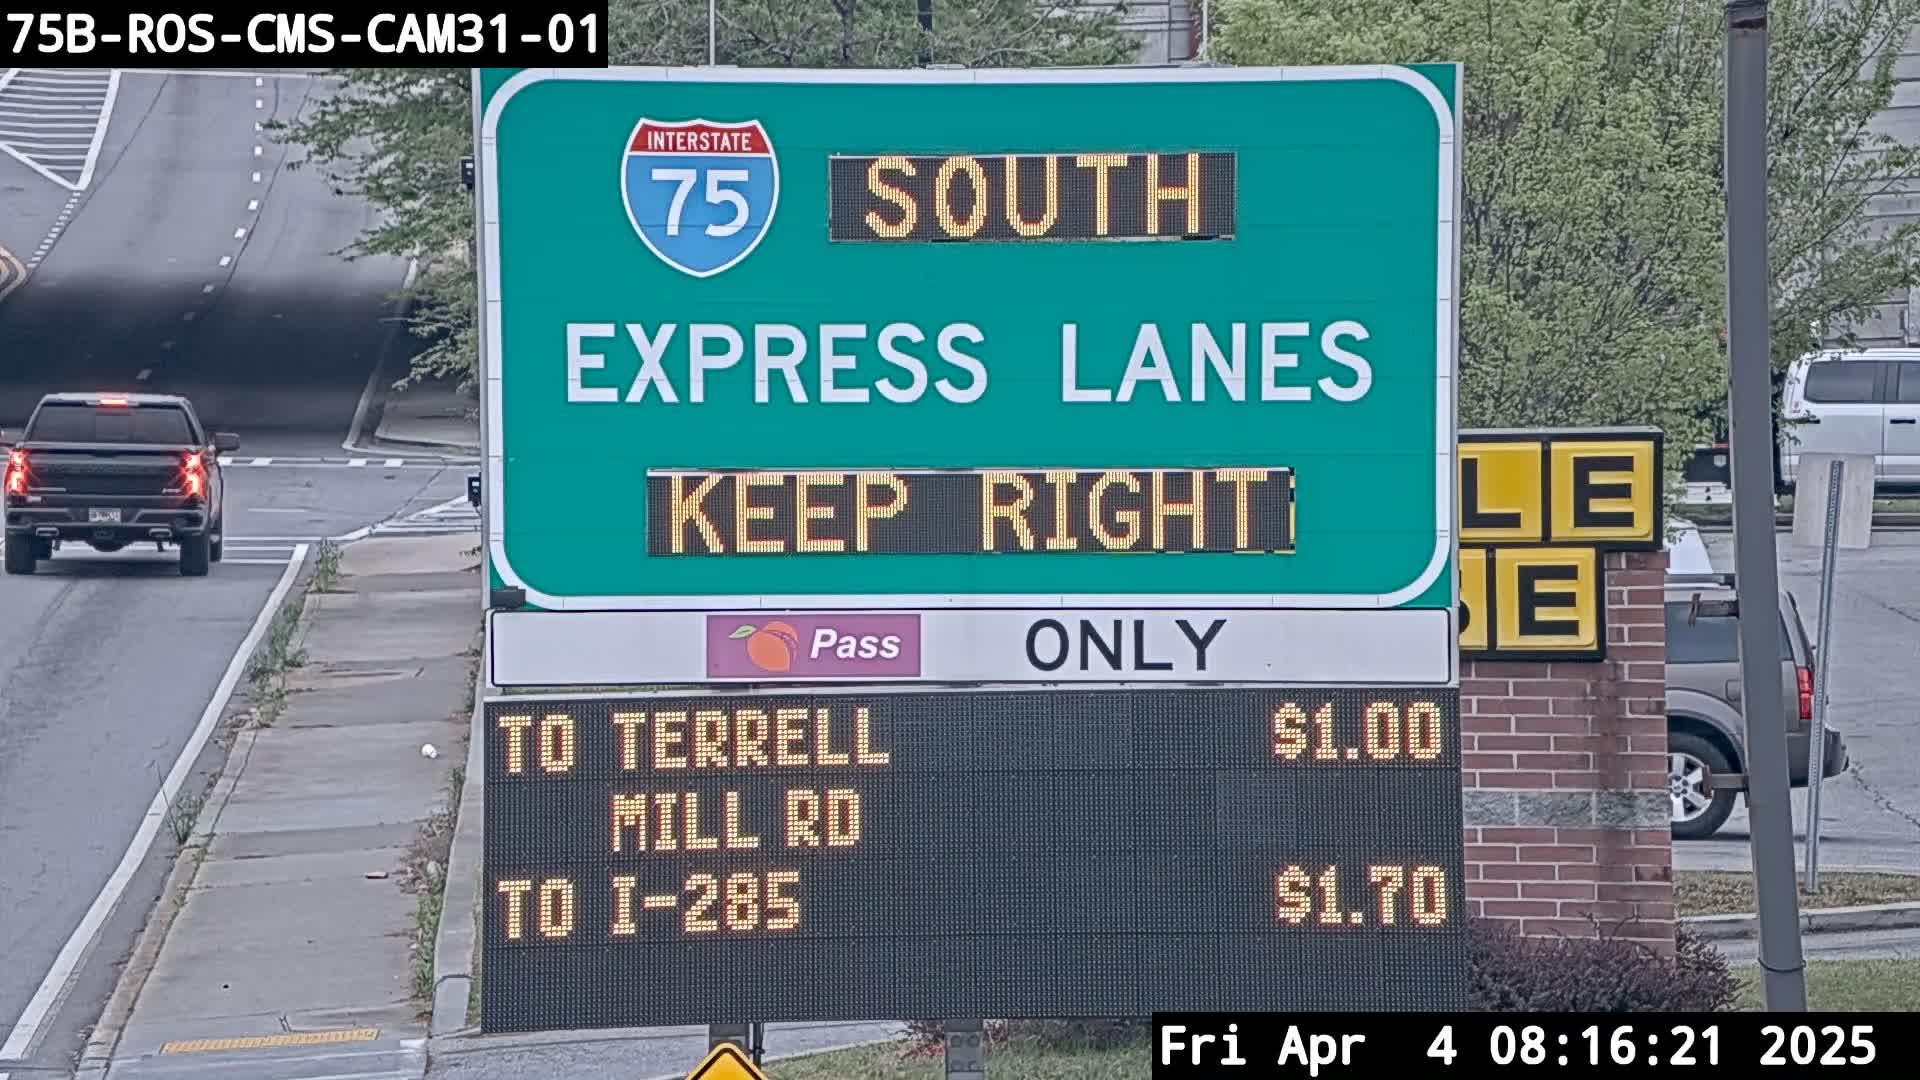 75B-ROS-CMS-CAM31-01
INTERSTATE
75
SOUTH
EXPRESS LANES
KEEP RIGHT
Pass ONLY
TO TERRELL $1.00
MILL RD
TO I-285 $1.70
LE
E
Fri Apr 4 08:16:21 2025